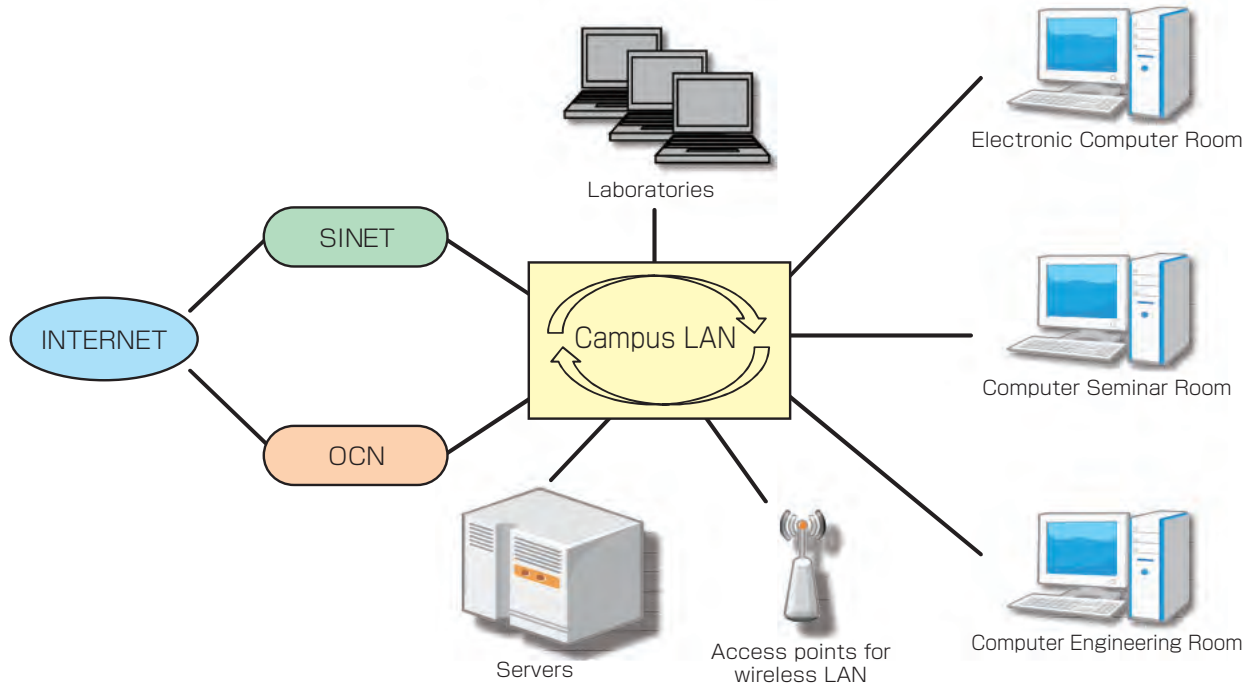 Electronic Computer Room
Laboratories
SINET
INTERNET
Campus LAN
Computer Seminar Room
OCN
Servers
Access points for
wireless LAN
Computer Engineering Room